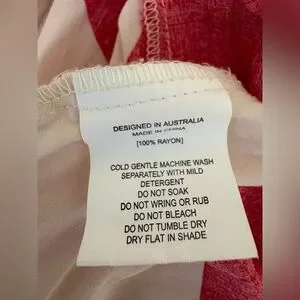 DESIGNED IN AUSTRALIA
MADE IN CHINA
[100% RAYON]
COLD GENTLE MACHINE WASH
SEPARATELY WITH MILD
DETERGENT
DO NOT SOAK
DO NOT WRING OR RUB
DO NOT BLEACH
DO NOT TUMBLE DRY
DRY FLAT IN SHADE